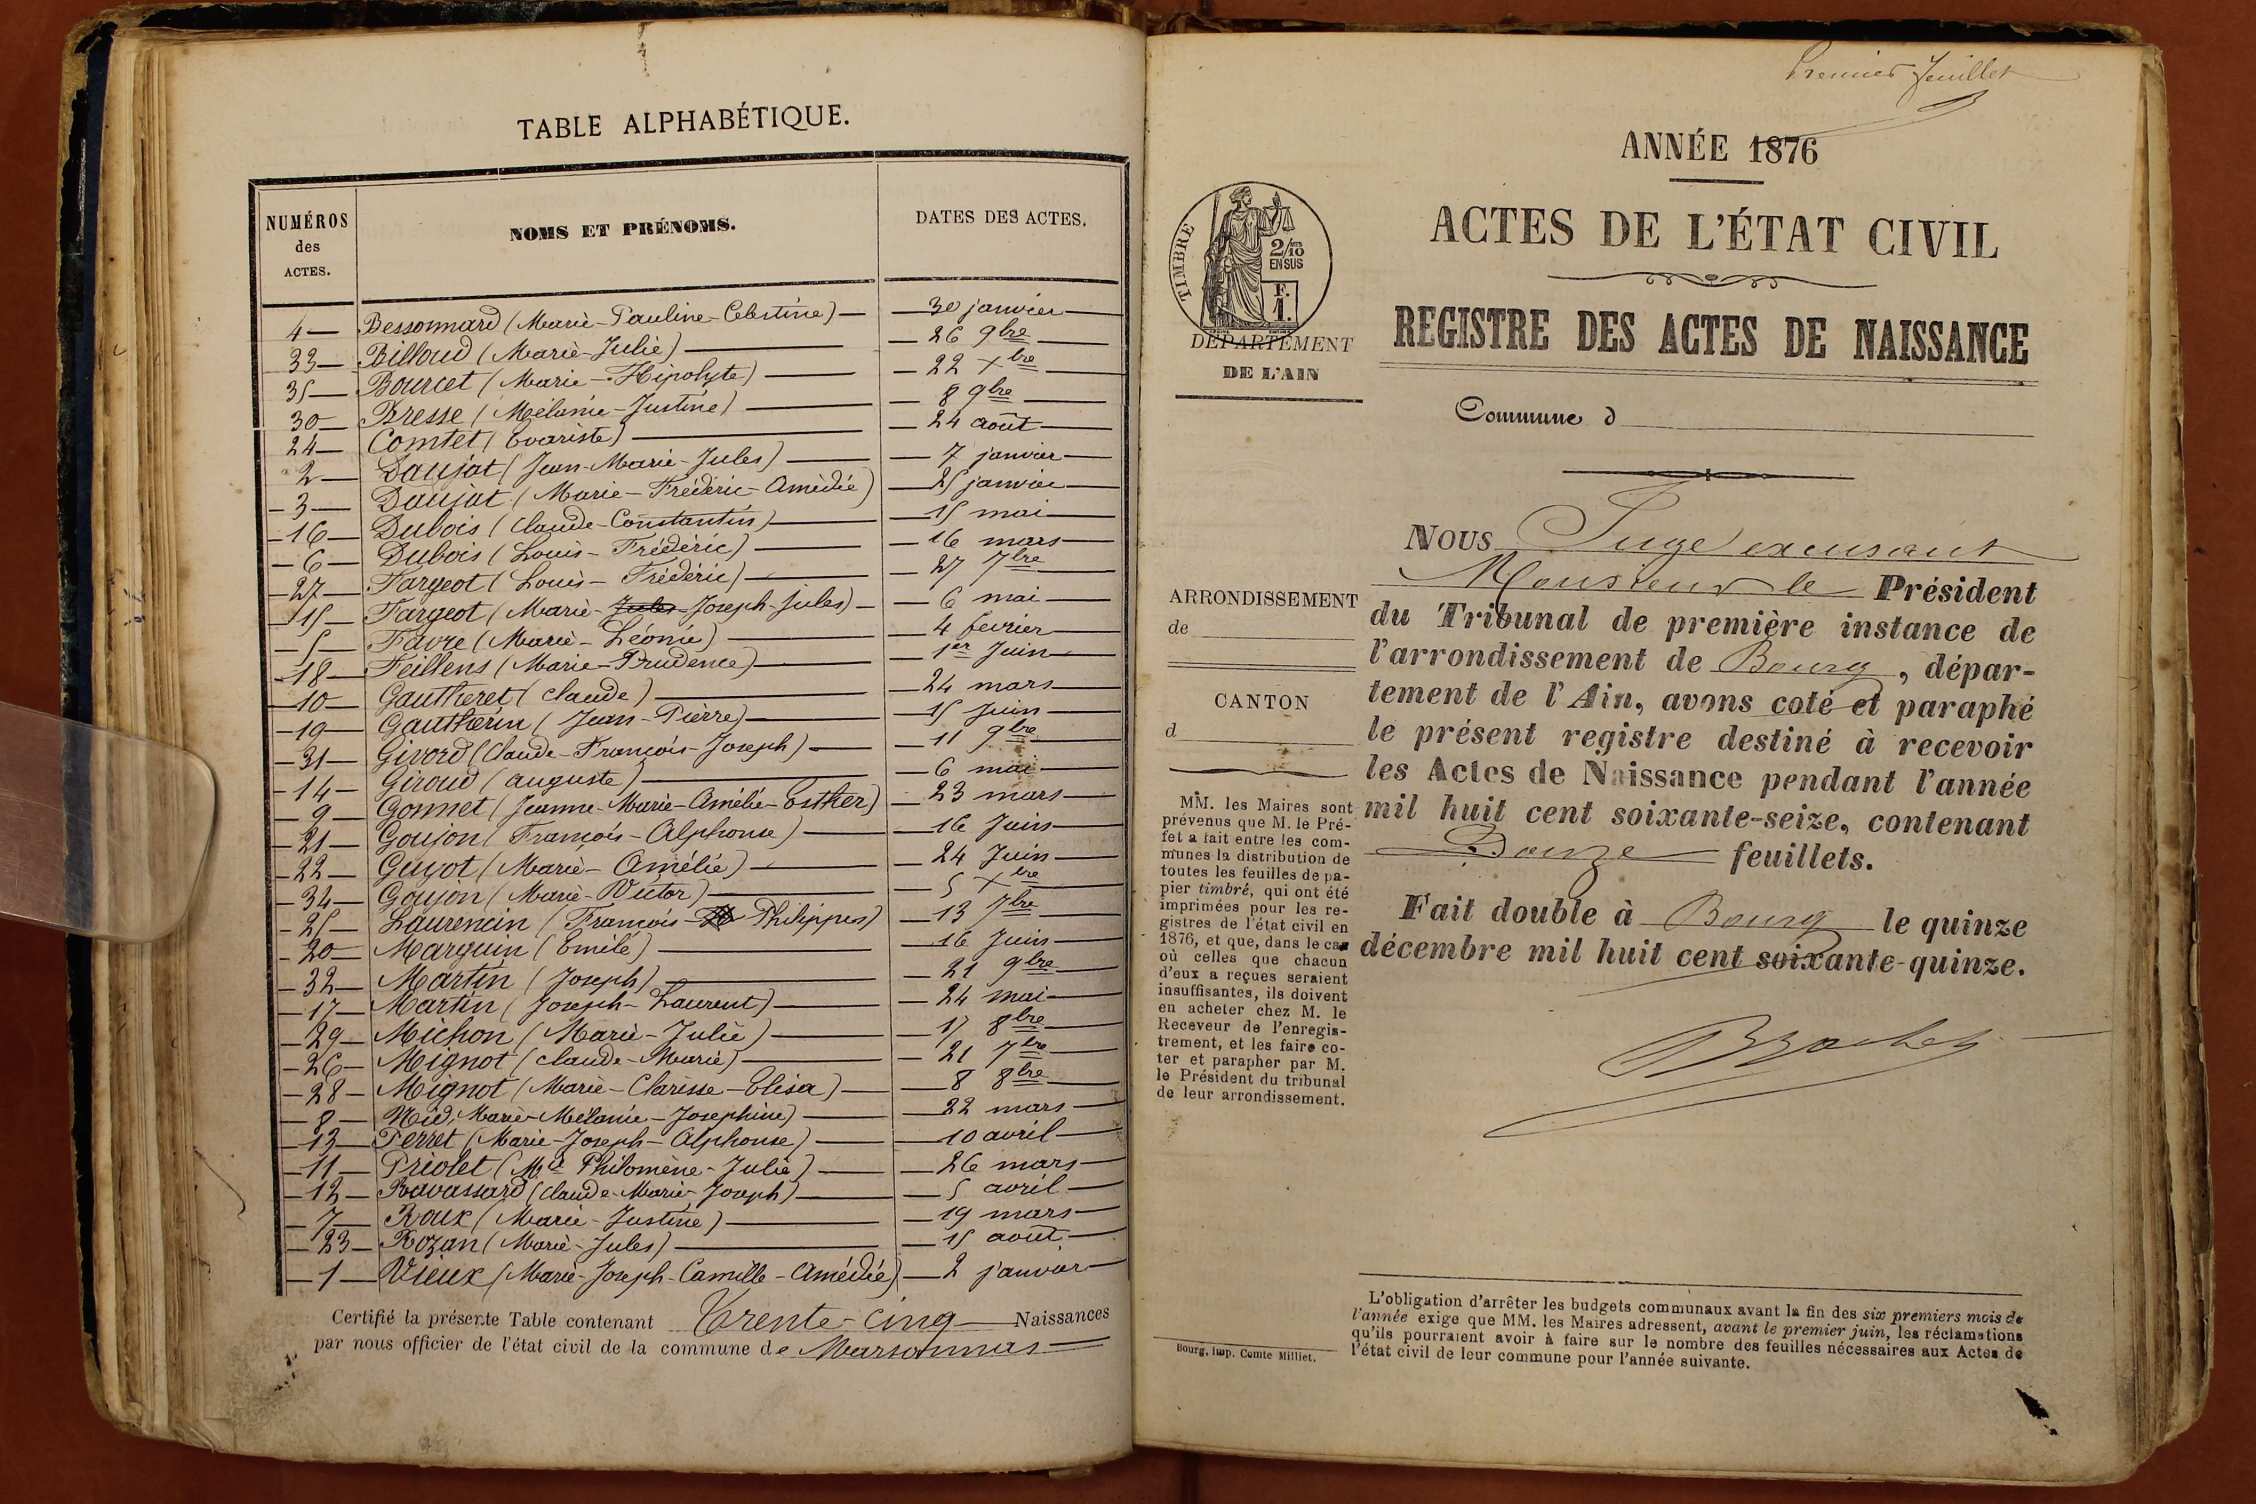 TABLE ALPHABÉTIQUE.
NUMÉROS des ACTES. NOMS ET PRÉNOMS. DATES DES ACTES.
4 — Bessonnard (Marie-Pauline-Celestine) — 30 janvier
33 — Billoud (Marie-Julie) — 26 9bre
35 — Bourcet (Marie-Hipolyte) — 22 Xbre
30 — Bresse (Mélanie-Justine) — 8 9bre
24 — Comtet (Evariste) — 24 août
2 — Daujat (Jean-Marie-Jules) — 7 janvier
3 — Daujat (Marie-Fréderic-Amédée) — 25 janvier
16 — Dubois (Claude-Constantin) — 15 mai
6 — Dubois (Louis-Frédéric) — 16 mars
27 — Fargeot (Louis-Frédéric) — 27 7bre
15 — Fargeot (Marie-Jules-Joseph-Jules) — 6 mai
5 — Favre (Marie-Léonie) — 4 fevrier
18 — Feillens (Marie-Prudence) — 1er Juin
10 — Gautheret (Claude) — 24 mars
19 — Gautherin (Jean-Pierre) — 15 Juin
31 — Givord (Claude-François-Joseph) — 11 9bre
14 — Giroud (auguste) — 6 mai
9 — Gonnet (Jeanne-Marie-Amélie-Esther) — 23 mars
21 — Goujon (François-Alphonse) — 16 Juin
22 — Guyot (Marie-Amélie) — 24 Juin
34 — Goujon (Marie-Victor) — 5 Xbre
25 — Laurencin (François-Philippes) — 13 7bre
20 — Marguin (Emile) — 16 Juin
32 — Martin (Joseph) — 21 9bre
17 — Martin (Joseph-Laurent) — 24 mai
29 — Michon (Marie-Julie) — 17 8bre
26 — Mignot (Claude-Marie) — 21 7bre
28 — Mignot (Marie-Clarisse-Elisa) — 8 8bre
8 — Nid, Marie-Mélanie-Josephine) — 22 mars
13 — Perret (Marie-Joseph-Alphonse) — 10 avril
11 — Priolet (Mie Philomène-Julie) — 26 mars
12 — Ravassard (Claude-Marie-Joseph) — 5 avril
7 — Roux (Marie-Justine) — 19 mars
23 — Rozan (Marie-Jules) — 15 août
1 — Vieux (Marie-Joseph-Camille-Amédée) — 2 janvier
Certifié la présente Table contenant Trente-cinq Naissances
par nous officier de l'état civil de la commune de Marsonnas
Premier feuillet
ANNÉE 1876
ACTES DE L'ÉTAT CIVIL
REGISTRE DES ACTES DE NAISSANCE
TIMBRE
2/10
EN SUS
F.
1.
DÉPARTEMENT
DE L'AIN
Commune d
ARRONDISSEMENT
de
CANTON
d
MM. les Maires sont
prévenus que M. le Pré-
fet a fait entre les com-
munes la distribution de
toutes les feuilles de pa-
pier timbré, qui ont été
imprimées pour les re-
gistres de l'état civil en
1876, et que, dans le cas
où celles que chacun
d'eux a reçues seraient
insuffisantes, ils doivent
en acheter chez M. le
Receveur de l'enregis-
trement, et les faire co-
ter et parapher par M.
le Président du tribunal
de leur arrondissement.
NOUS Juge excusant
Monsieur le Président
du Tribunal de première instance de
l'arrondissement de Bourg, dépar-
tement de l'Ain, avons coté et paraphé
le présent registre destiné à recevoir
les Actes de Naissance pendant l'année
mil huit cent soixante-seize, contenant
Douze feuillets.
Fait double à Bourg le quinze
décembre mil huit cent soixante-quinze.
L'obligation d'arrêter les budgets communaux avant la fin des six premiers mois de
l'année exige que MM. les Maires adressent, avant le premier juin, les réclamations
qu'ils pourraient avoir à faire sur le nombre des feuilles nécessaires aux Actes de
l'état civil de leur commune pour l'année suivante.
Bourg, imp. Comte Milliet.